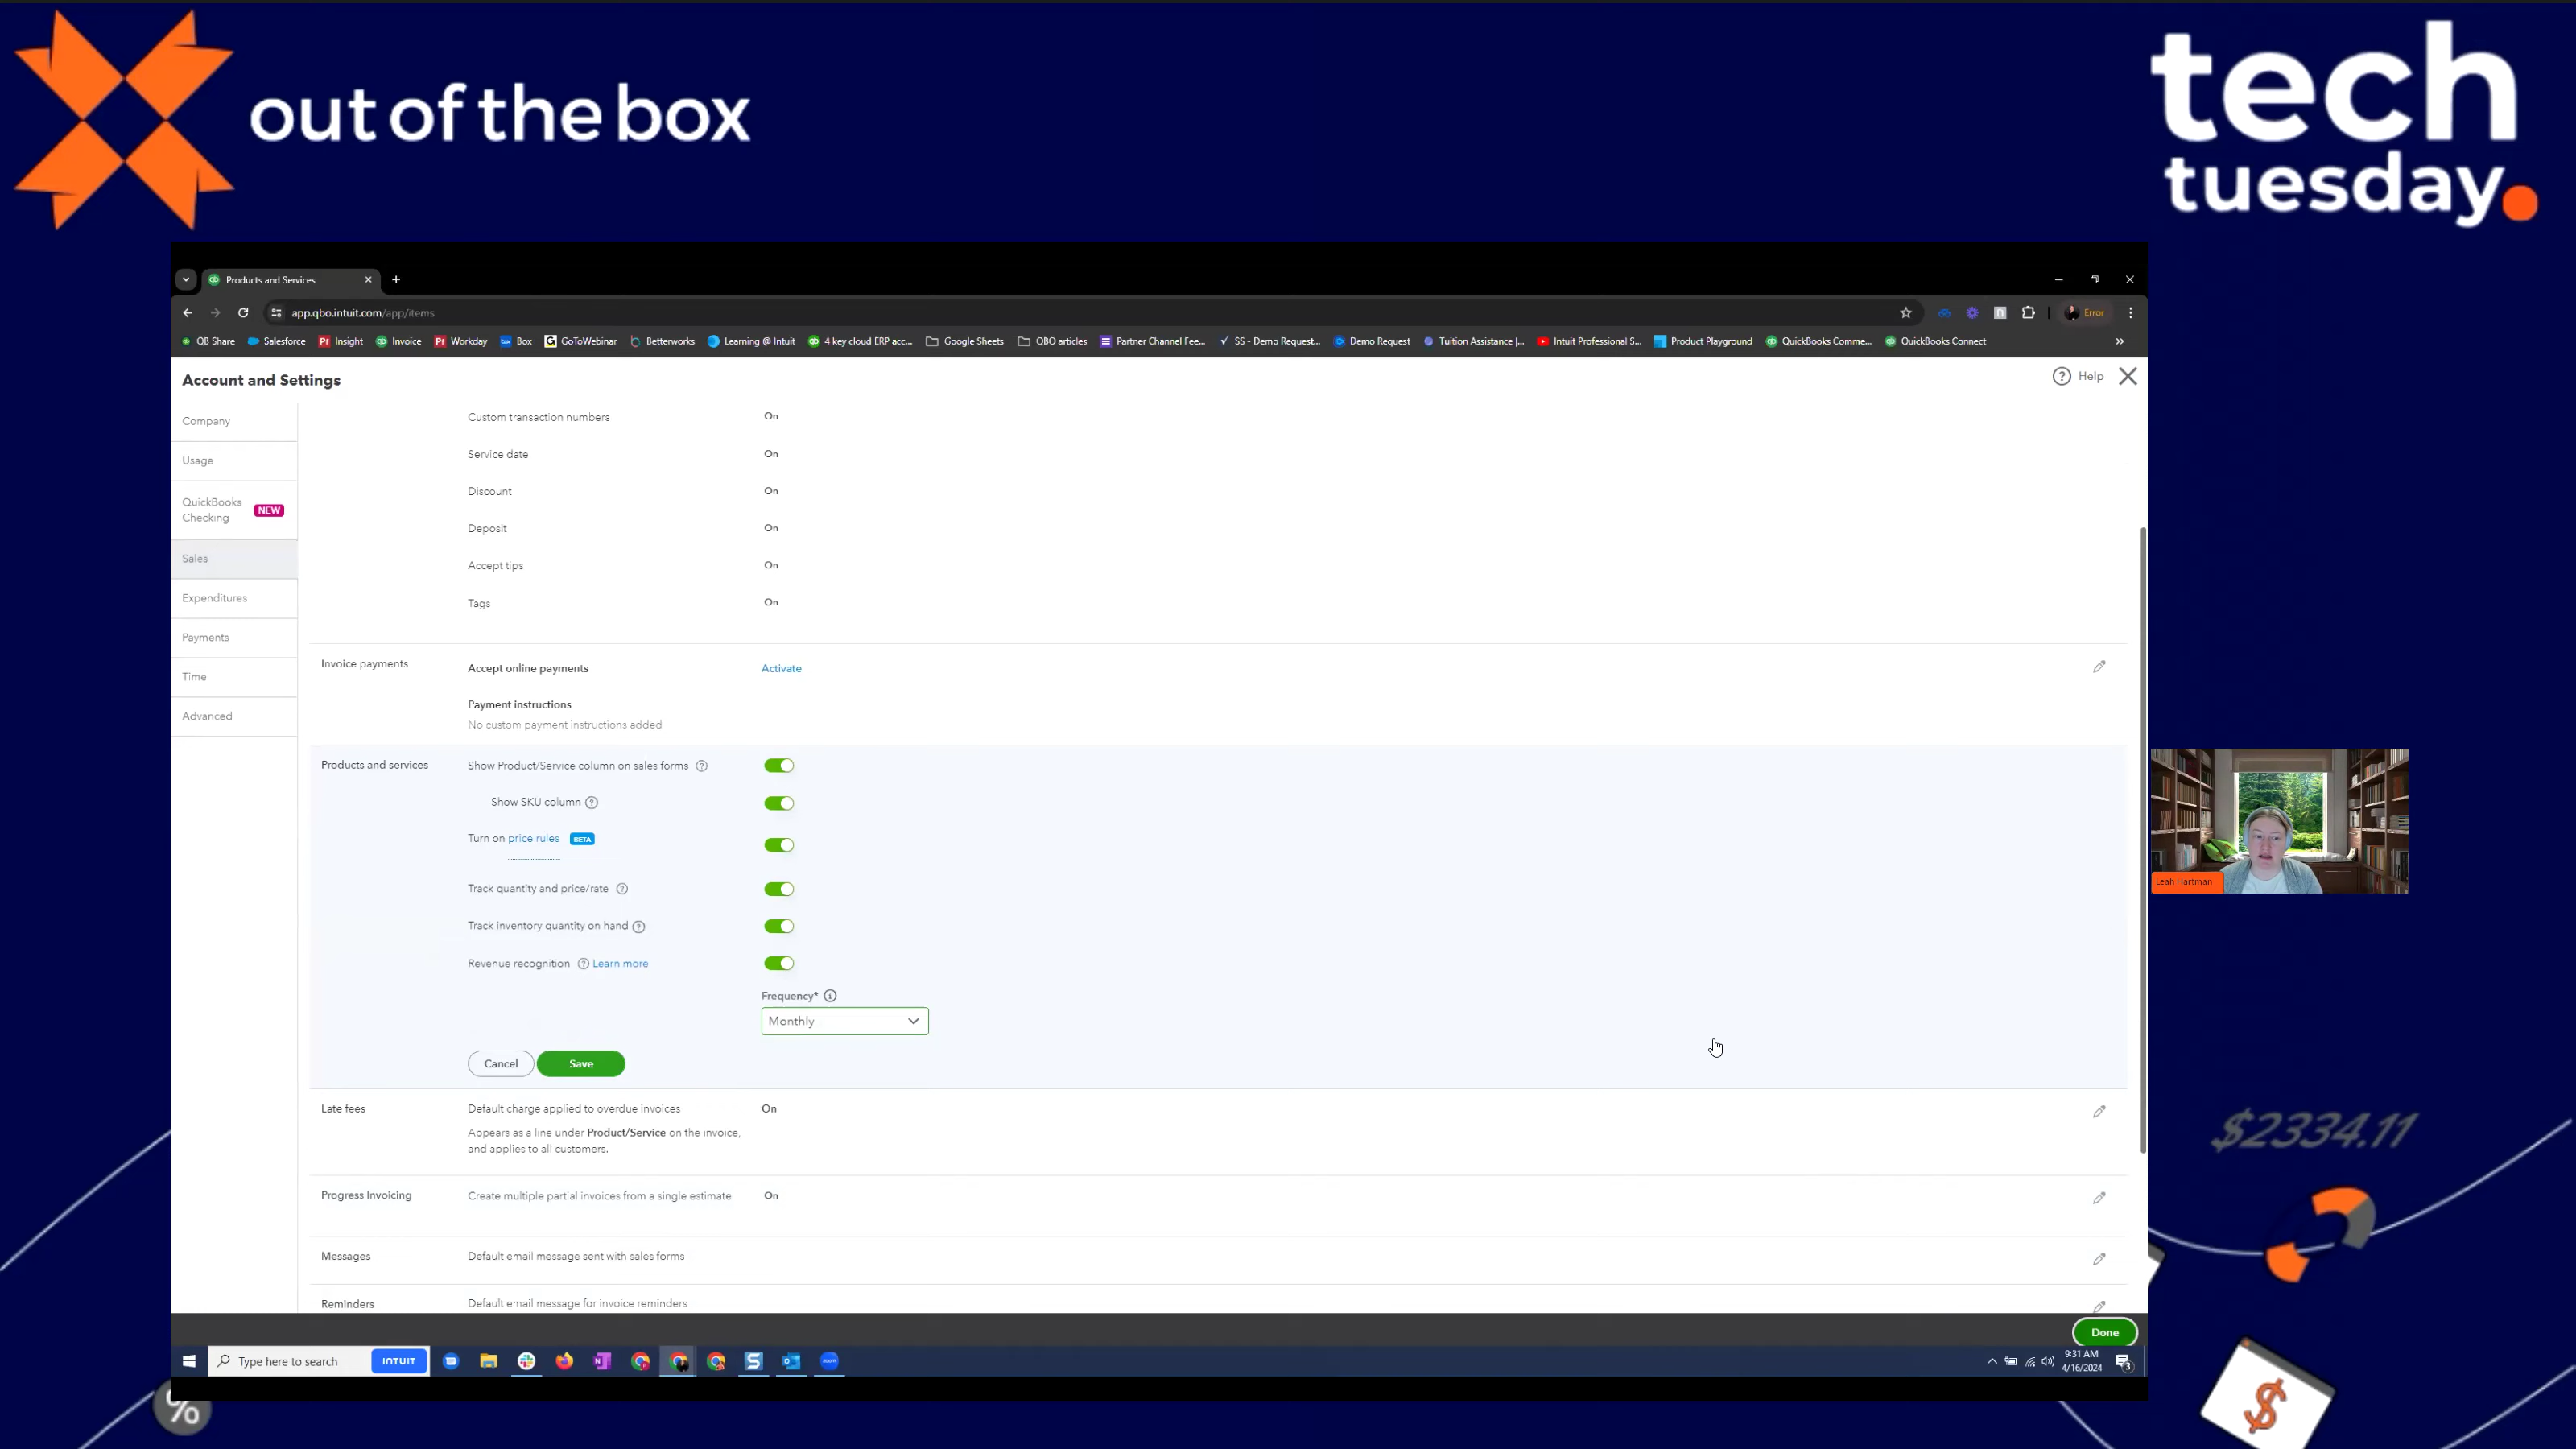 out of the box
tech
tuesday.
Products and Services
app.qbo.intuit.com/app/items
Error
QB Share
Salesforce
Insight
Invoice
Workday
Box
GoToWebinar
Betterworks
Learning @ Intuit
4 key cloud ERP acc...
Google Sheets
QBO articles
Partner Channel Fee...
SS - Demo Request...
Demo Request
Tuition Assistance |...
Intuit Professional S...
Product Playground
QuickBooks Comme...
QuickBooks Connect
Account and Settings
Help
Company
Usage
QuickBooks
Checking
NEW
Sales
Expenditures
Payments
Time
Advanced
Custom transaction numbers On
Service date On
Discount On
Deposit On
Accept tips On
Tags On
Invoice payments Accept online payments Activate
Payment instructions
No custom payment instructions added
Products and services Show Product/Service column on sales forms
Show SKU column
Turn on price rules BETA
Track quantity and price/rate
Track inventory quantity on hand
Revenue recognition Learn more
Frequency*
Monthly
Cancel Save
Late fees Default charge applied to overdue invoices On
Appears as a line under Product/Service on the invoice,
and applies to all customers.
Progress Invoicing Create multiple partial invoices from a single estimate On
Messages Default email message sent with sales forms
Reminders Default email message for invoice reminders
Done
Type here to search
INTUIT
zoom
9:31 AM
4/16/2024
3
Leah Hartman
$2334.11
%
$